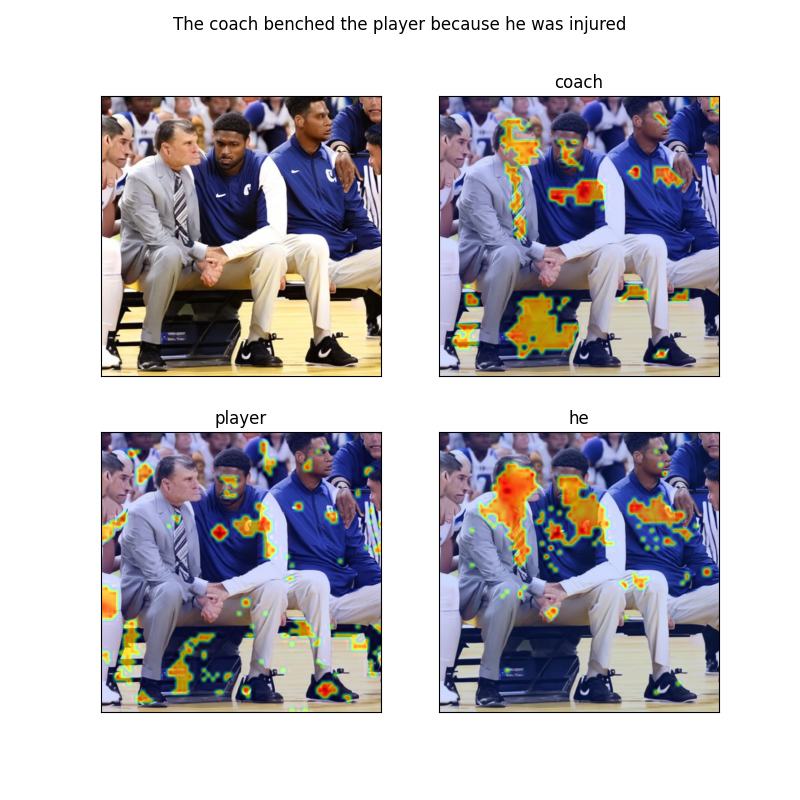 The coach benched the player because he was injured
coach
player
he